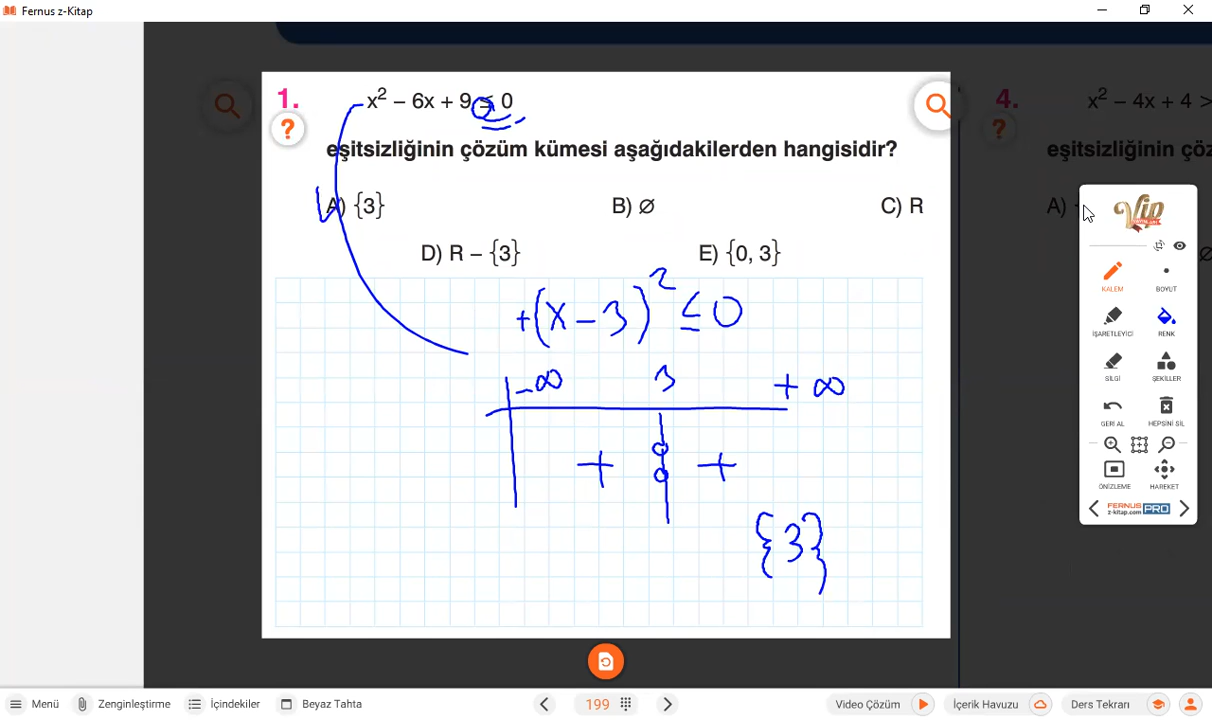 Fernus z-Kitap
1.
x² − 6x + 9 ≤ 0
?
eşitsizliğinin çözüm kümesi aşağıdakilerden hangisidir?
A) {3}
B) ∅
C) R
D) R − {3}
E) {0, 3}
+(x − 3)² ≤ 0
−∞ 3 + ∞
+ +
{3}
4.
x² − 4x + 4 >
?
eşitsizliğinin çöz
A)
Vip
KALEM
BOYUT
İŞARETLEYİCİ
RENK
SİLGİ
ŞEKİLLER
GERİ AL
HEPSİNİ SİL
ÖNİZLEME
HAREKET
FERNUS
z-kitap.com PRO
Menü
Zenginleştirme
İçindekiler
Beyaz Tahta
199
Video Çözüm
İçerik Havuzu
Ders Tekrarı